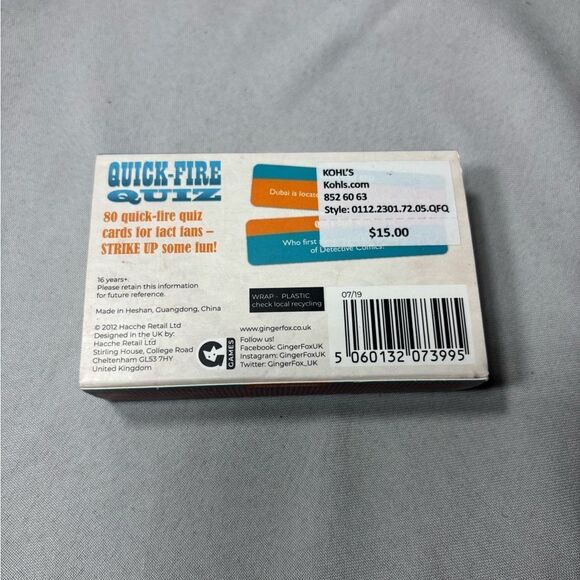 QUICK-FIRE
QUIZ
80 quick-fire quiz
cards for fact fans –
STRIKE UP some fun!
Dubai is
KOHL'S
Kohls.com
852 60 63
Style: 0112.2301.72.05.QFQ
$15.00
Who first
of Detective Comics?
16 years+.
Please retain this information
for future reference.
Made in Heshan, Guangdong, China
© 2012 Hacche Retail Ltd
Designed in the UK by:
Hacche Retail Ltd
Stirling House, College Road
Cheltenham GL53 7HY
United Kingdom
GAMES
WRAP - PLASTIC
check local recycling
www.gingerfox.co.uk
Follow us!
Facebook: GingerFoxUK
Instagram: GingerFoxUK
Twitter: GingerFox_UK
07/19
5 060132 073995